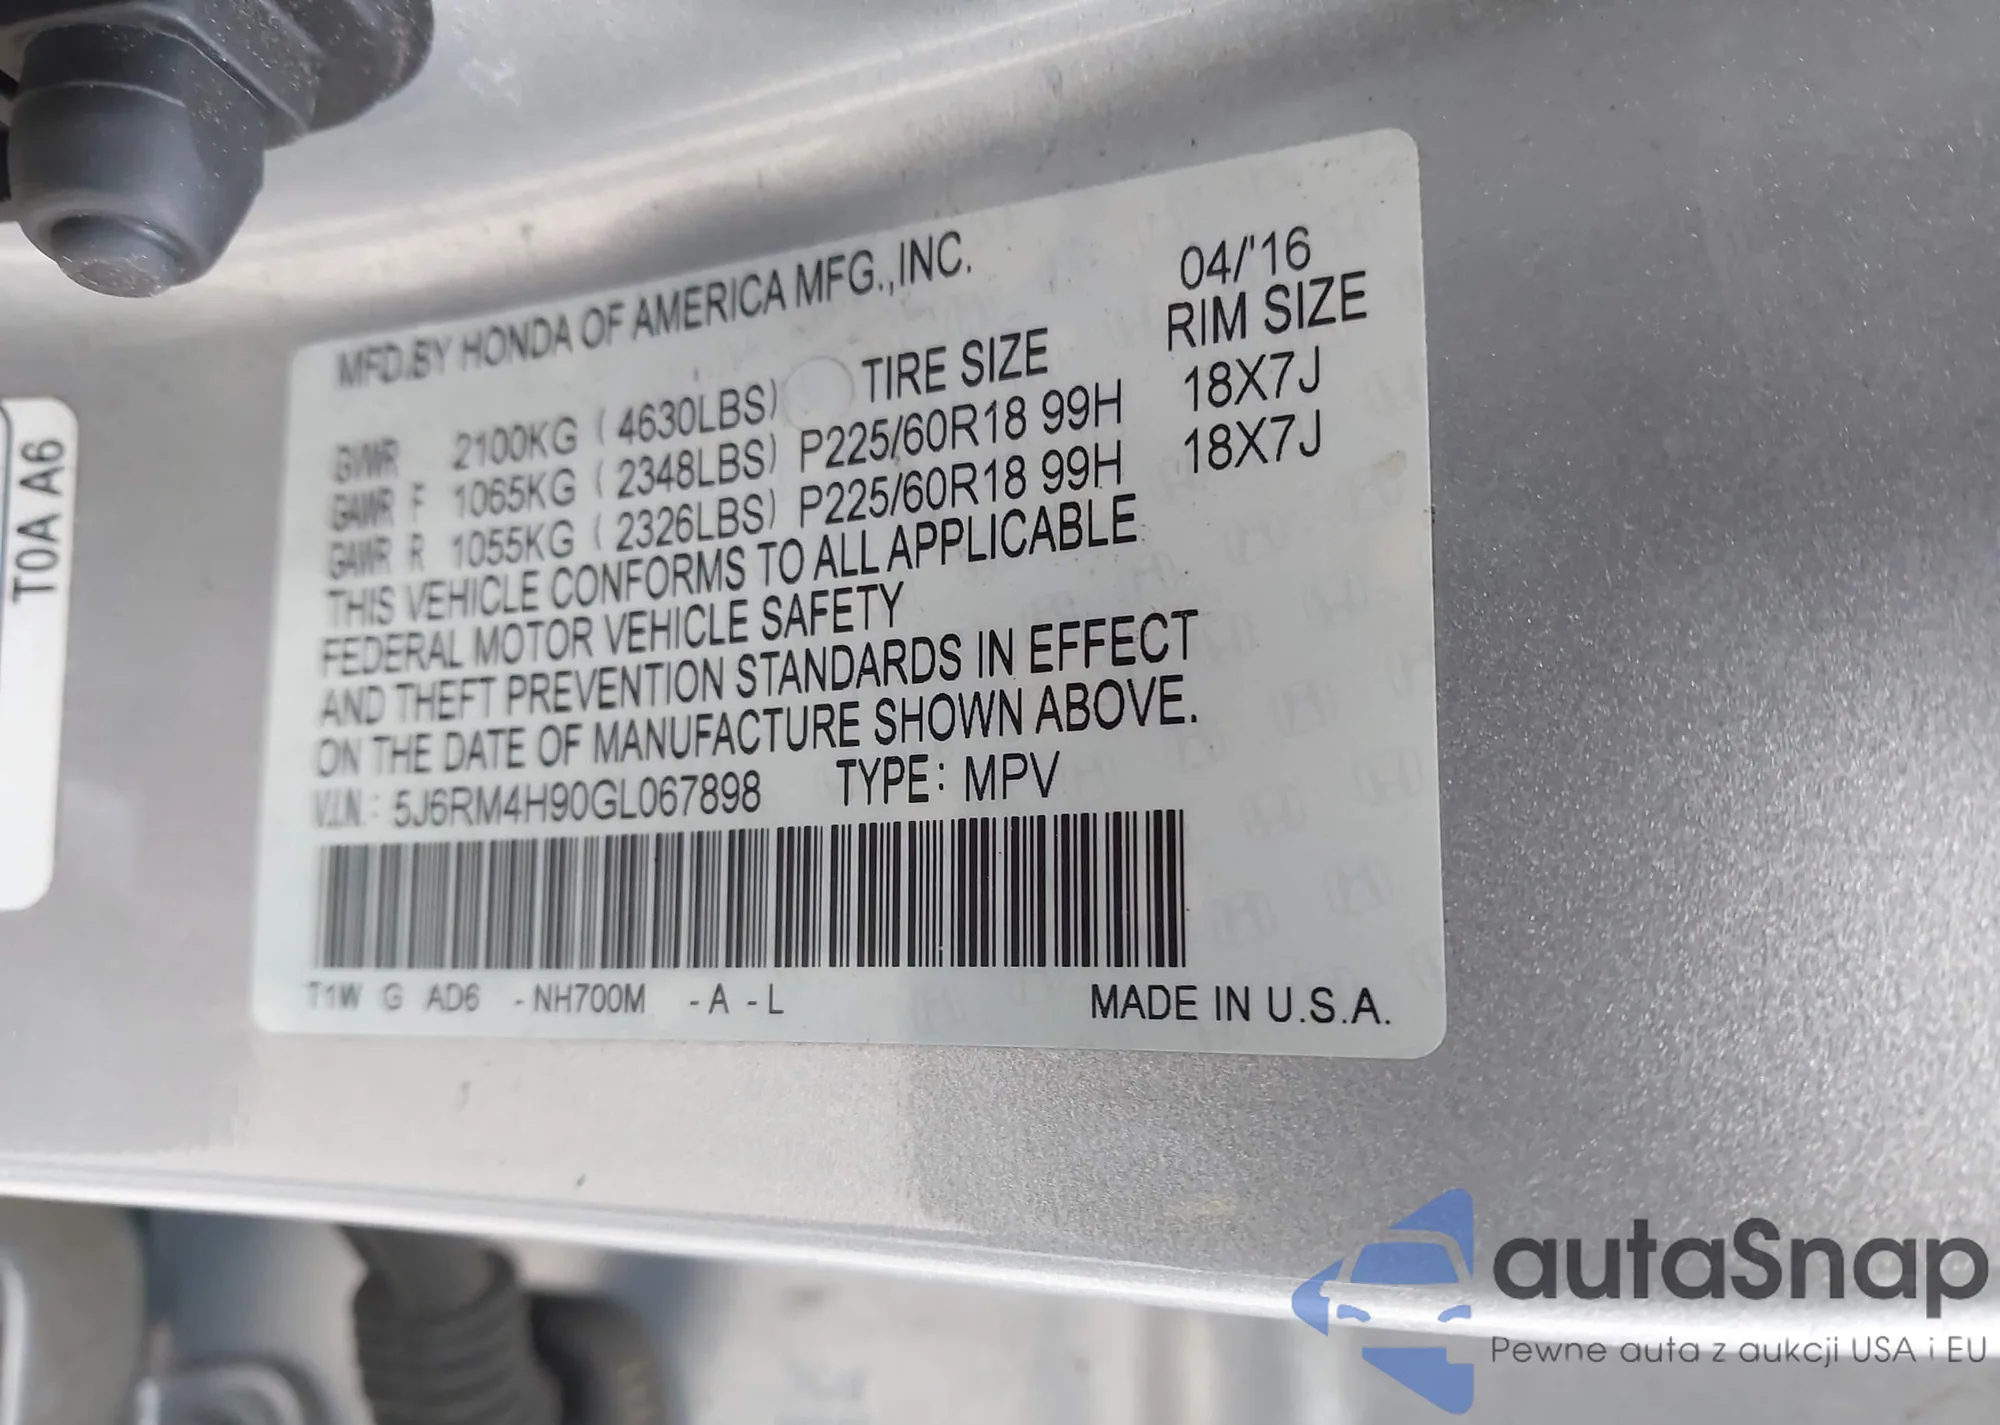 T0A A6
MFD.BY HONDA OF AMERICA MFG.,INC. 04/'16
TIRE SIZE RIM SIZE
GVWR 2100KG (4630LBS)
GAWR F 1065KG (2348LBS) P225/60R18 99H 18X7J
GAWR R 1055KG (2326LBS) P225/60R18 99H 18X7J
THIS VEHICLE CONFORMS TO ALL APPLICABLE
FEDERAL MOTOR VEHICLE SAFETY
AND THEFT PREVENTION STANDARDS IN EFFECT
ON THE DATE OF MANUFACTURE SHOWN ABOVE.
V.I.N.: 5J6RM4H90GL067898 TYPE: MPV
T1W G AD6 -NH700M -A -L MADE IN U.S.A.
autaSnap
Pewne auta z aukcji USA i EU